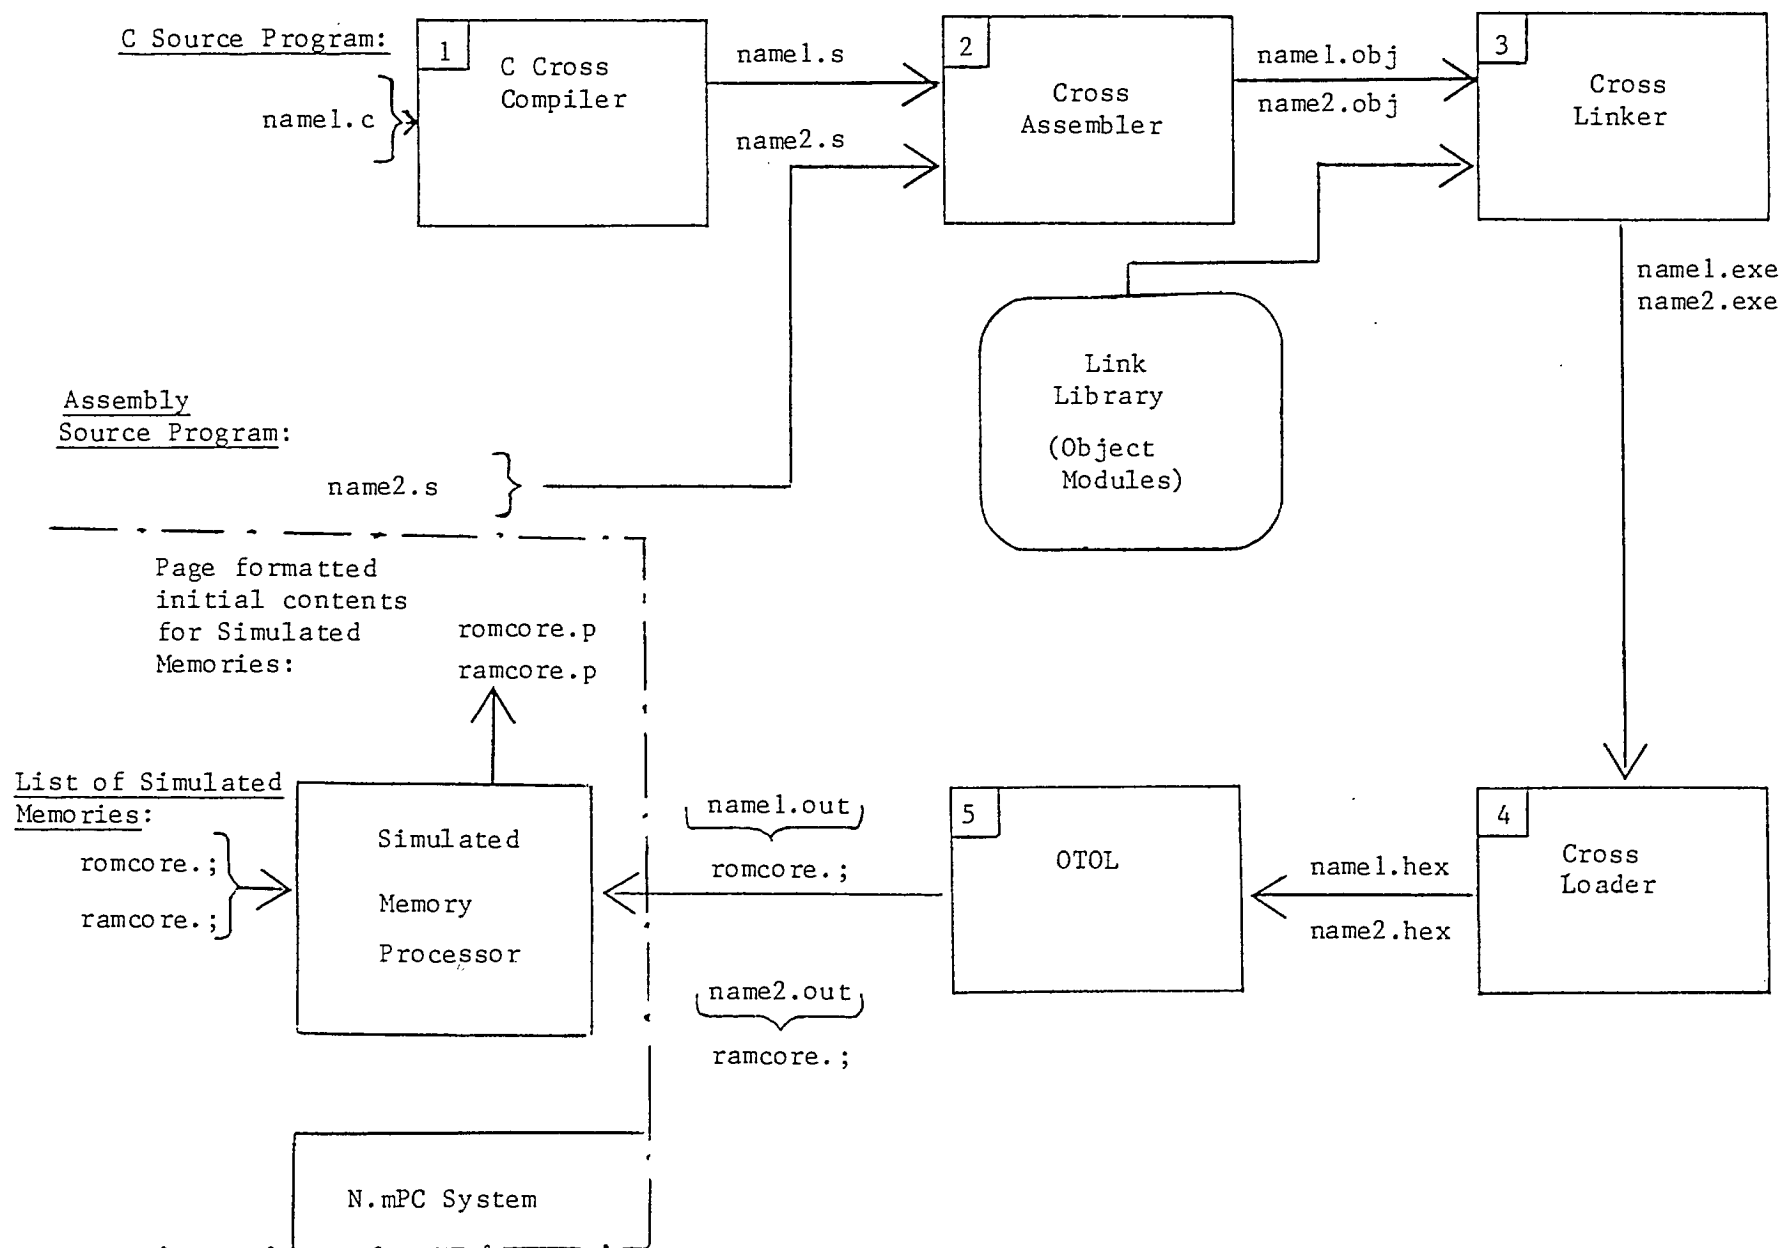 C Source Program:
name1.c
1
C Cross
Compiler
name1.s
name2.s
2
Cross
Assembler
name1.obj
name2.obj
3
Cross
Linker
name1.exe
name2.exe
Link
Library
(Object
Modules)
Assembly
Source Program:
name2.s
Page formatted
initial contents
for Simulated
Memories:
romcore.p
ramcore.p
List of Simulated
Memories:
romcore.;
ramcore.;
Simulated
Memory
Processor
name1.out
romcore.;
name2.out
ramcore.;
5
OTOL
name1.hex
name2.hex
4
Cross
Loader
N.mPC System